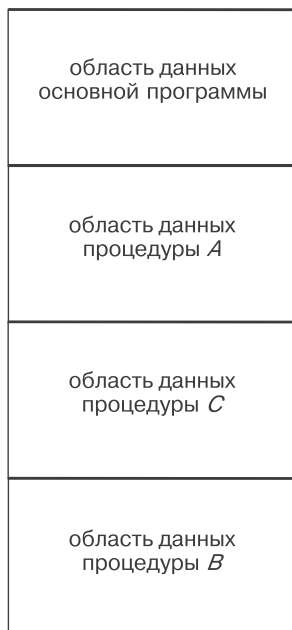 область данных
основной программы
область данных
процедуры A
область данных
процедуры C
область данных
процедуры B